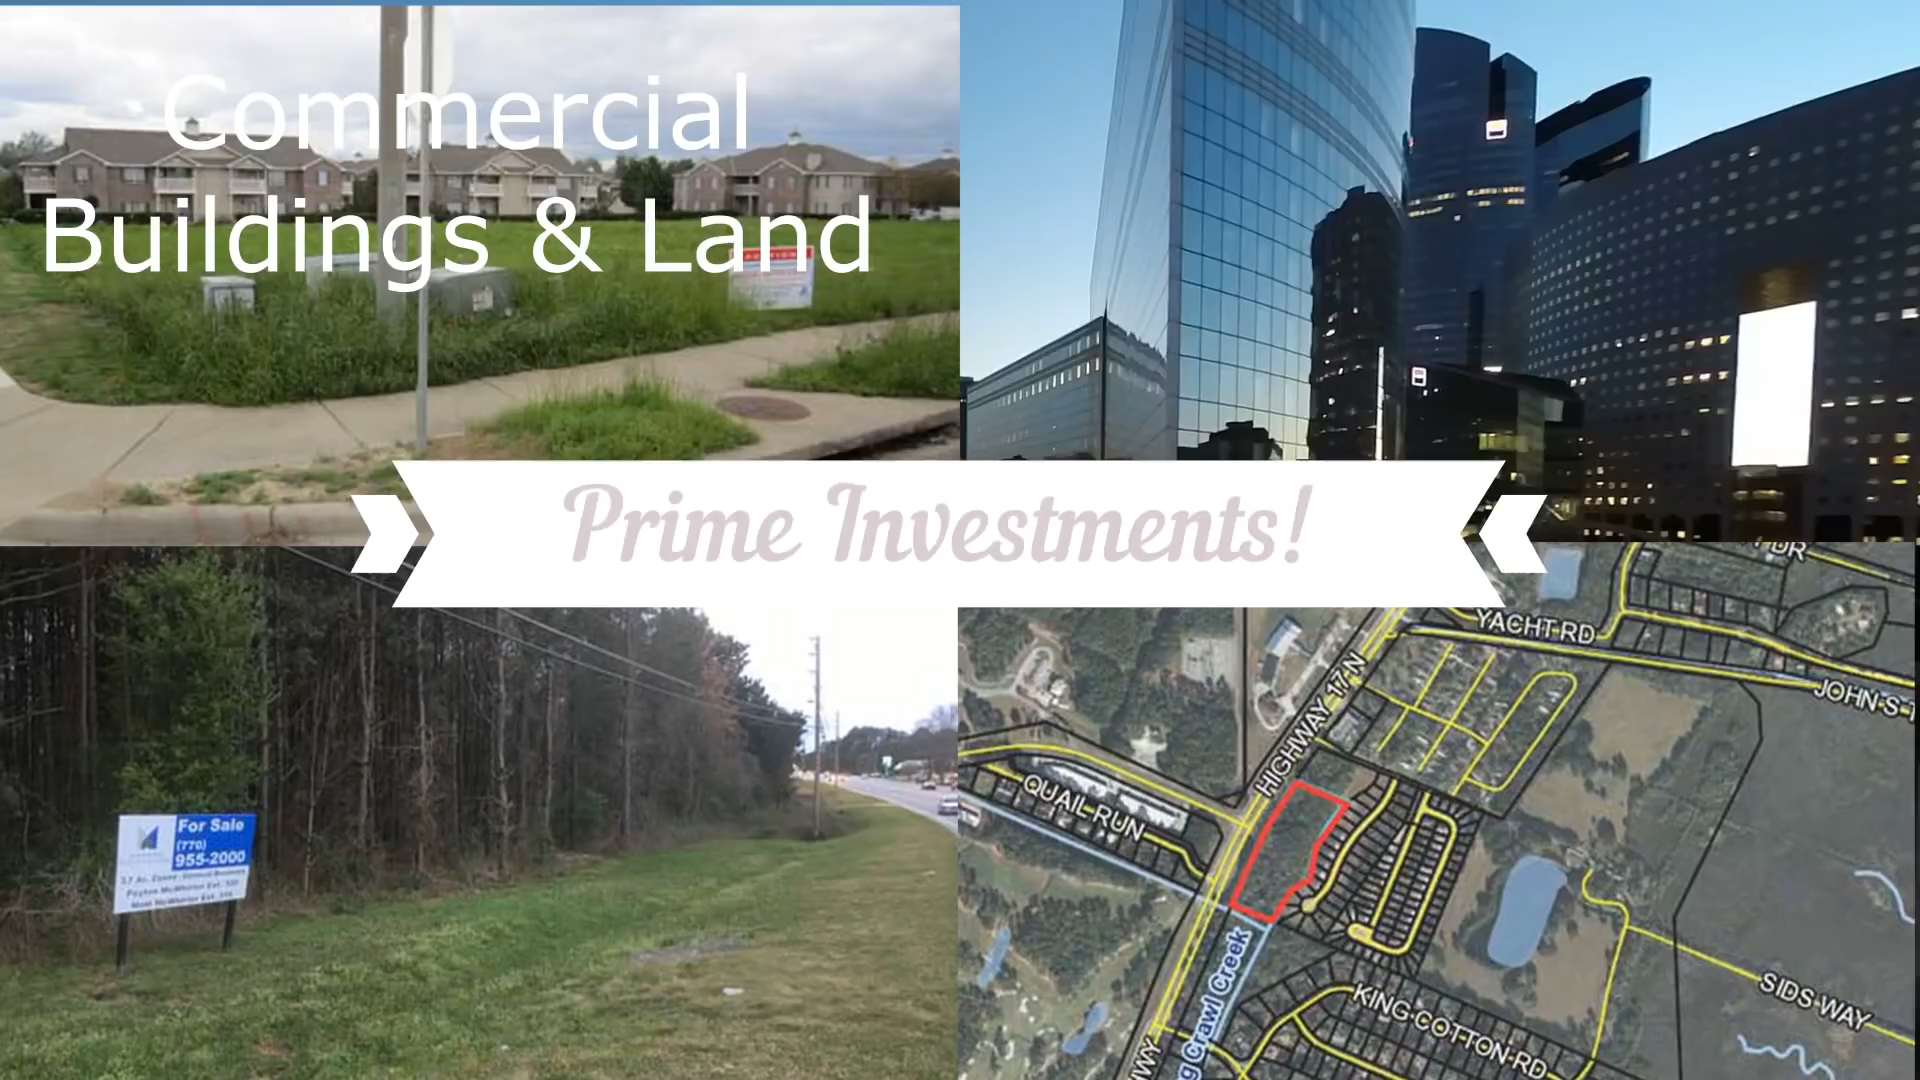 Commercial
Buildings & Land
Prime Investments!
For Sale
(770)
955-2000
YACHT RD
JOHN S
HIGHWAY 17 N
QUAIL RUN
Crawl Creek
KING COTTON RD
SIDS WAY
DR